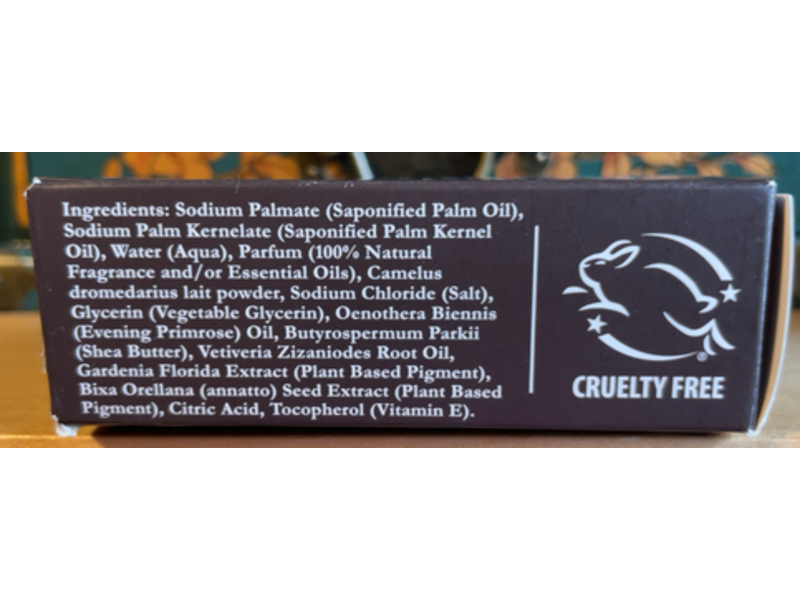 Ingredients: Sodium Palmate (Saponified Palm Oil),
Sodium Palm Kernelate (Saponified Palm Kernel
Oil), Water (Aqua), Parfum (100% Natural
Fragrance and/or Essential Oils), Camelus
dromedarius lait powder, Sodium Chloride (Salt),
Glycerin (Vegetable Glycerin), Oenothera Biennis
(Evening Primrose) Oil, Butyrospermum Parkii
(Shea Butter), Vetiveria Zizaniodes Root Oil,
Gardenia Florida Extract (Plant Based Pigment),
Bixa Orellana (annatto) Seed Extract (Plant Based
Pigment), Citric Acid, Tocopherol (Vitamin E).
®
CRUELTY FREE